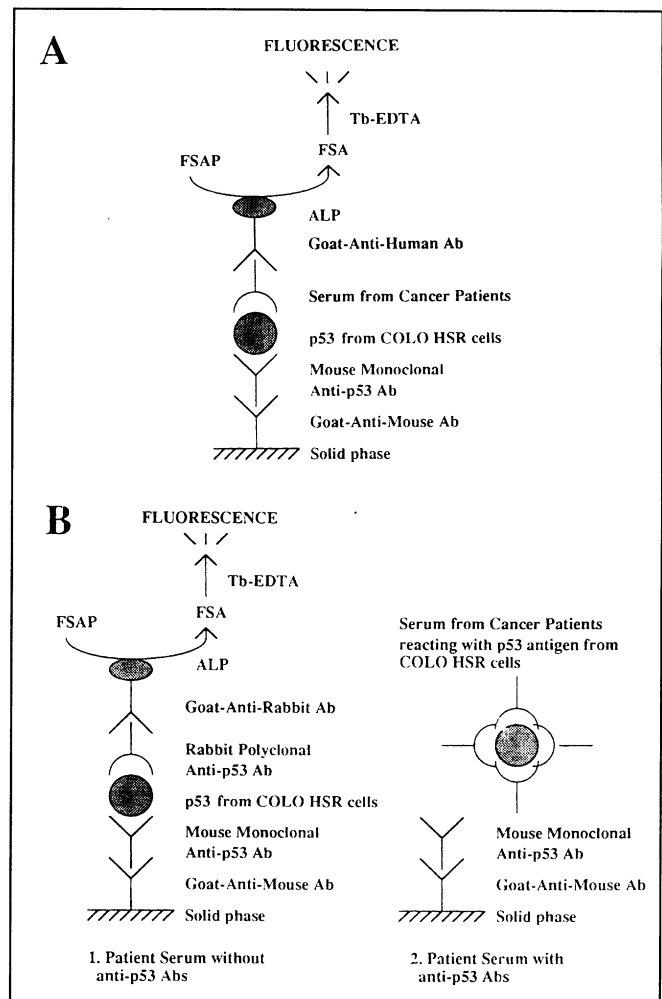 A
FLUORESCENCE
Tb-EDTA
FSA
FSAP
ALP
Goat-Anti-Human Ab
Serum from Cancer Patients
p53 from COLO HSR cells
Mouse Monoclonal
Anti-p53 Ab
Goat-Anti-Mouse Ab
Solid phase
B
FLUORESCENCE
Tb-EDTA
FSA
FSAP
ALP
Goat-Anti-Rabbit Ab
Rabbit Polyclonal
Anti-p53 Ab
p53 from COLO HSR cells
Mouse Monoclonal
Anti-p53 Ab
Goat-Anti-Mouse Ab
Solid phase
1. Patient Serum without
anti-p53 Abs
Serum from Cancer Patients
reacting with p53 antigen from
COLO HSR cells
Mouse Monoclonal
Anti-p53 Ab
Goat-Anti-Mouse Ab
Solid phase
2. Patient Serum with
anti-p53 Abs